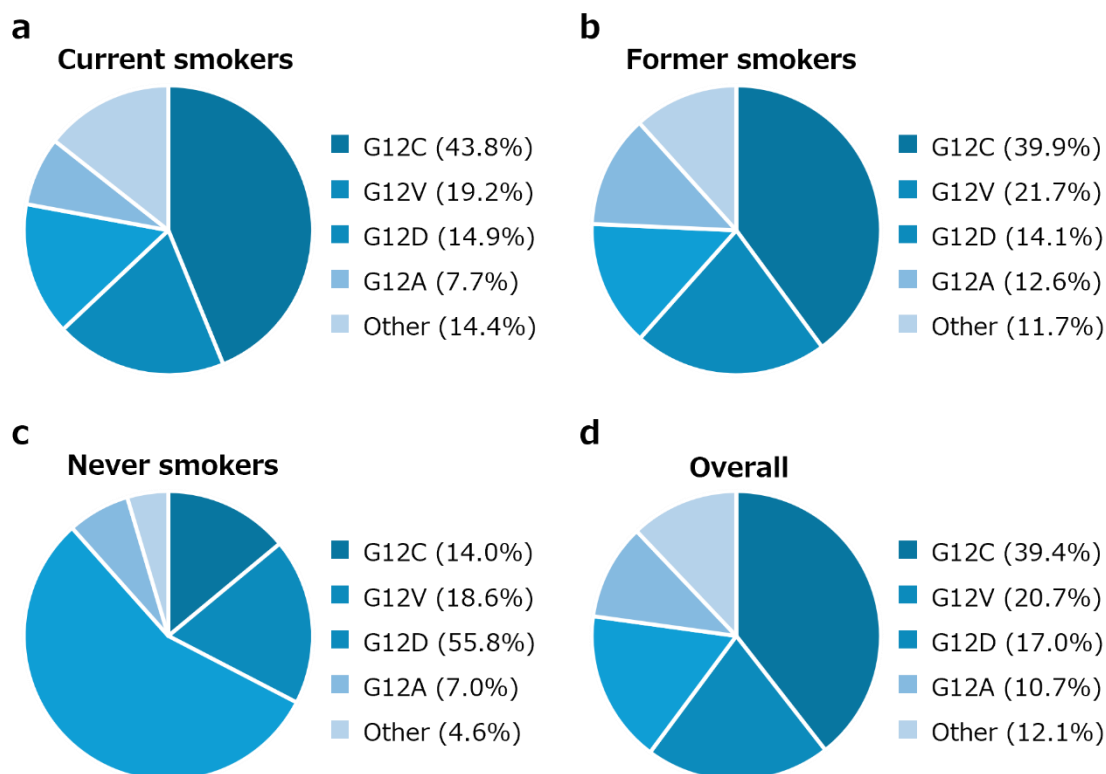 a
Current smokers
G12C (43.8%)
G12V (19.2%)
G12D (14.9%)
G12A (7.7%)
Other (14.4%)
b
Former smokers
G12C (39.9%)
G12V (21.7%)
G12D (14.1%)
G12A (12.6%)
Other (11.7%)
c
Never smokers
G12C (14.0%)
G12V (18.6%)
G12D (55.8%)
G12A (7.0%)
Other (4.6%)
d
Overall
G12C (39.4%)
G12V (20.7%)
G12D (17.0%)
G12A (10.7%)
Other (12.1%)